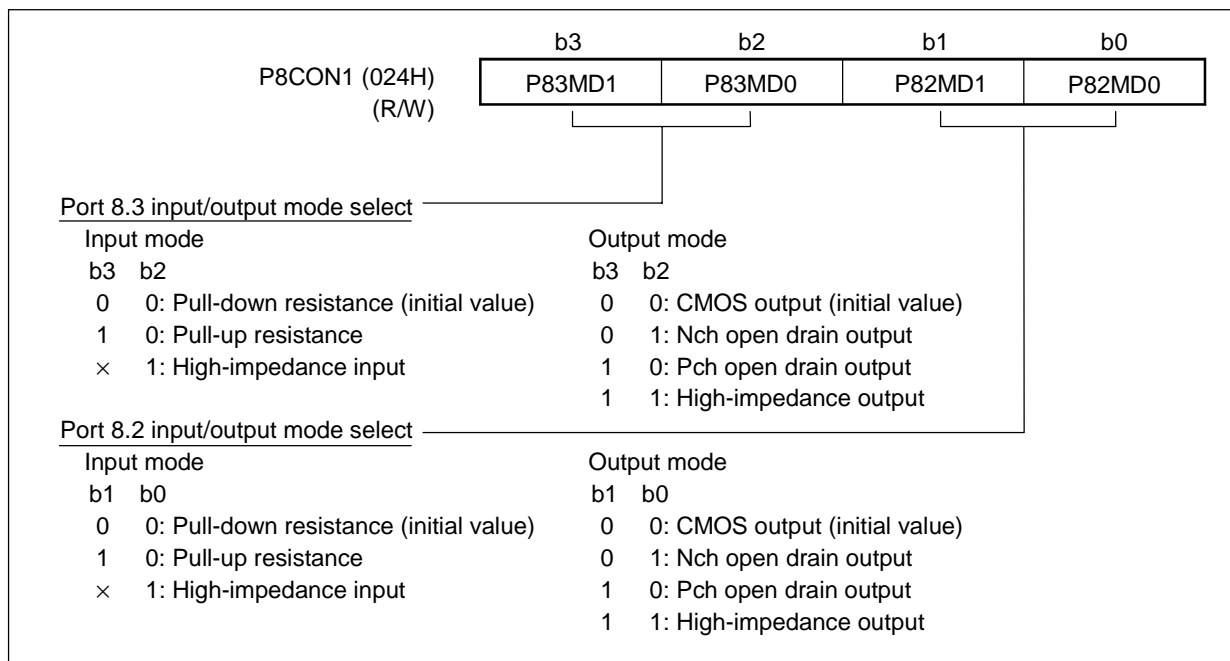 b3 b2 b1 b0
P8CON1 (024H) P83MD1 P83MD0 P82MD1 P82MD0
(R/W)
Port 8.3 input/output mode select
Input mode Output mode
b3 b2 b3 b2
0 0: Pull-down resistance (initial value) 0 0: CMOS output (initial value)
1 0: Pull-up resistance 0 1: Nch open drain output
× 1: High-impedance input 1 0: Pch open drain output
1 1: High-impedance output
Port 8.2 input/output mode select
Input mode Output mode
b1 b0 b1 b0
0 0: Pull-down resistance (initial value) 0 0: CMOS output (initial value)
1 0: Pull-up resistance 0 1: Nch open drain output
× 1: High-impedance input 1 0: Pch open drain output
1 1: High-impedance output